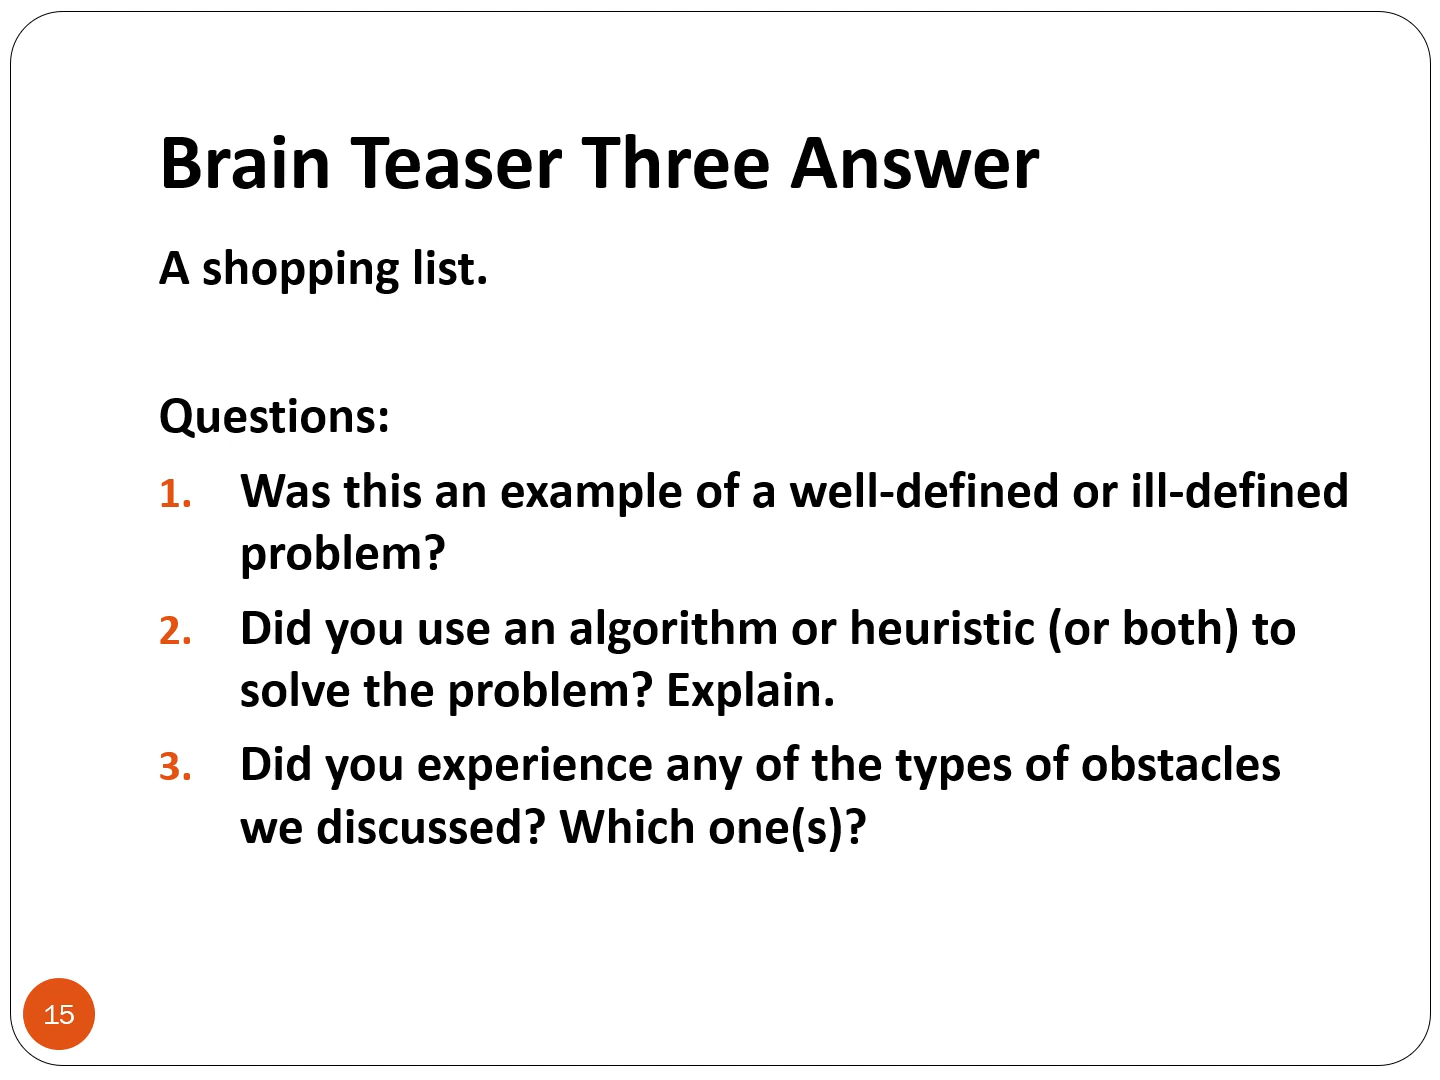 Brain Teaser Three Answer
A shopping list.
Questions:
1. Was this an example of a well-defined or ill-defined
problem?
2. Did you use an algorithm or heuristic (or both) to
solve the problem? Explain.
3. Did you experience any of the types of obstacles
we discussed? Which one(s)?
15